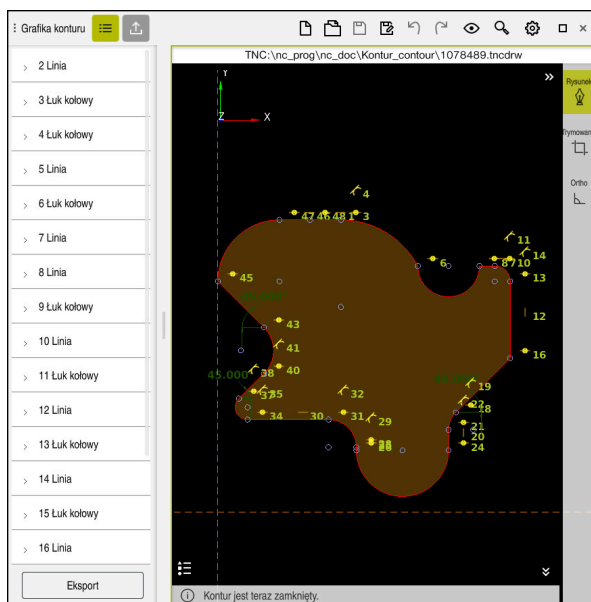 Grafika konturu
TNC:\nc_prog\nc_doc\Kontur_contour\1078489.tncdrw
2 Linia
3 Łuk kołowy
4 Łuk kołowy
5 Linia
6 Łuk kołowy
7 Linia
8 Linia
9 Łuk kołowy
10 Linia
11 Łuk kołowy
12 Linia
13 Łuk kołowy
14 Linia
15 Łuk kołowy
16 Linia
Eksport
Y
Z
X
4
47
46
48
1
3
6
8
7
10
11
14
13
12
16
45
43
41
40
38
37
35
34
30
31
32
29
19
22
18
21
20
24
45.000°
Rysunek
Trymowan
Ortho
Kontur jest teraz zamknięty.